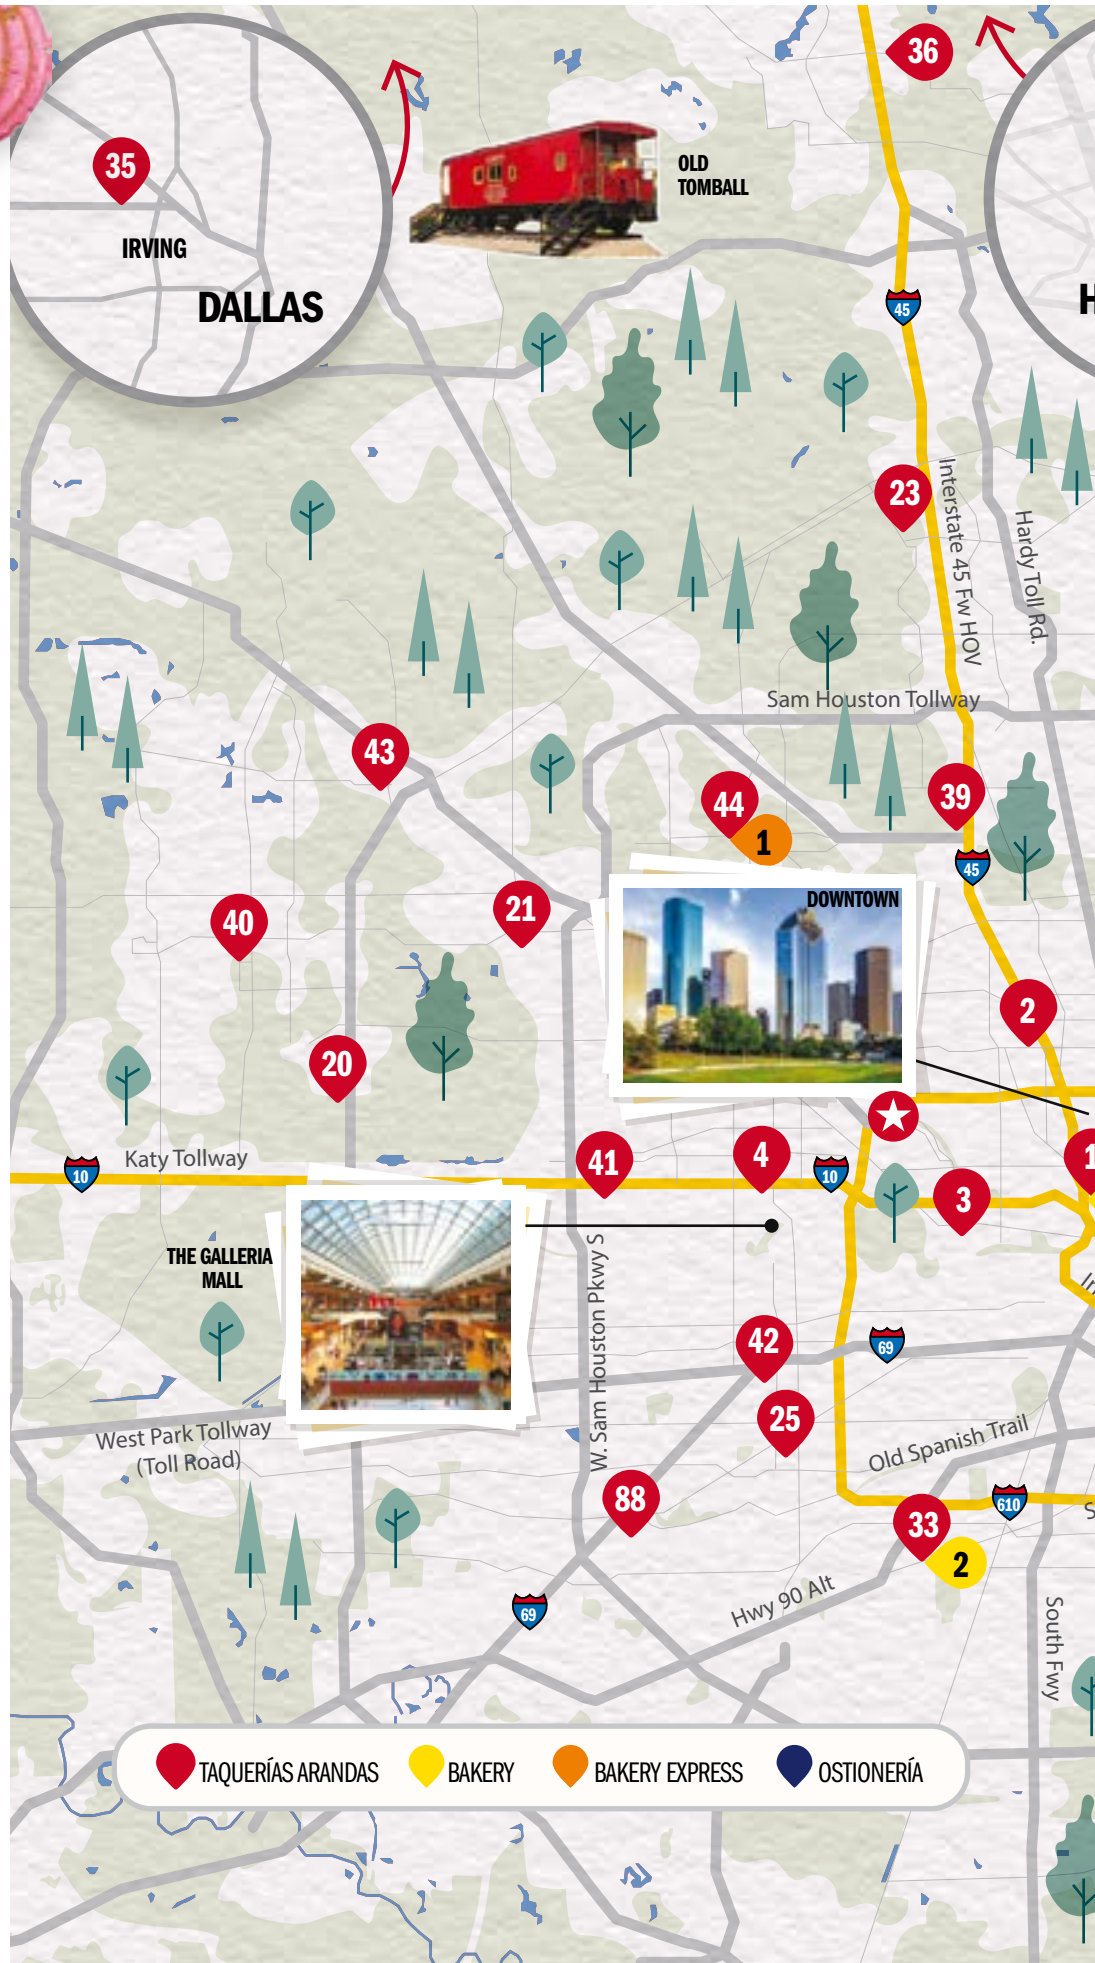 36
35
OLD
TOMBALL
IRVING
DALLAS
H
45
23
Interstate 45 Fw HOV
Hardy Toll Rd.
Sam Houston Tollway
43
44
39
1
45
DOWNTOWN
40
21
2
20
Katy Tollway
10
41
4
10
1
3
THE GALLERIA
MALL
W. Sam Houston Pkwy S
In
42
69
25
West Park Tollway
(Toll Road)
Old Spanish Trail
88
610
S
33
2
Hwy 90 Alt
69
South Fwy
TAQUERÍAS ARANDAS
BAKERY
BAKERY EXPRESS
OSTIONERÍA